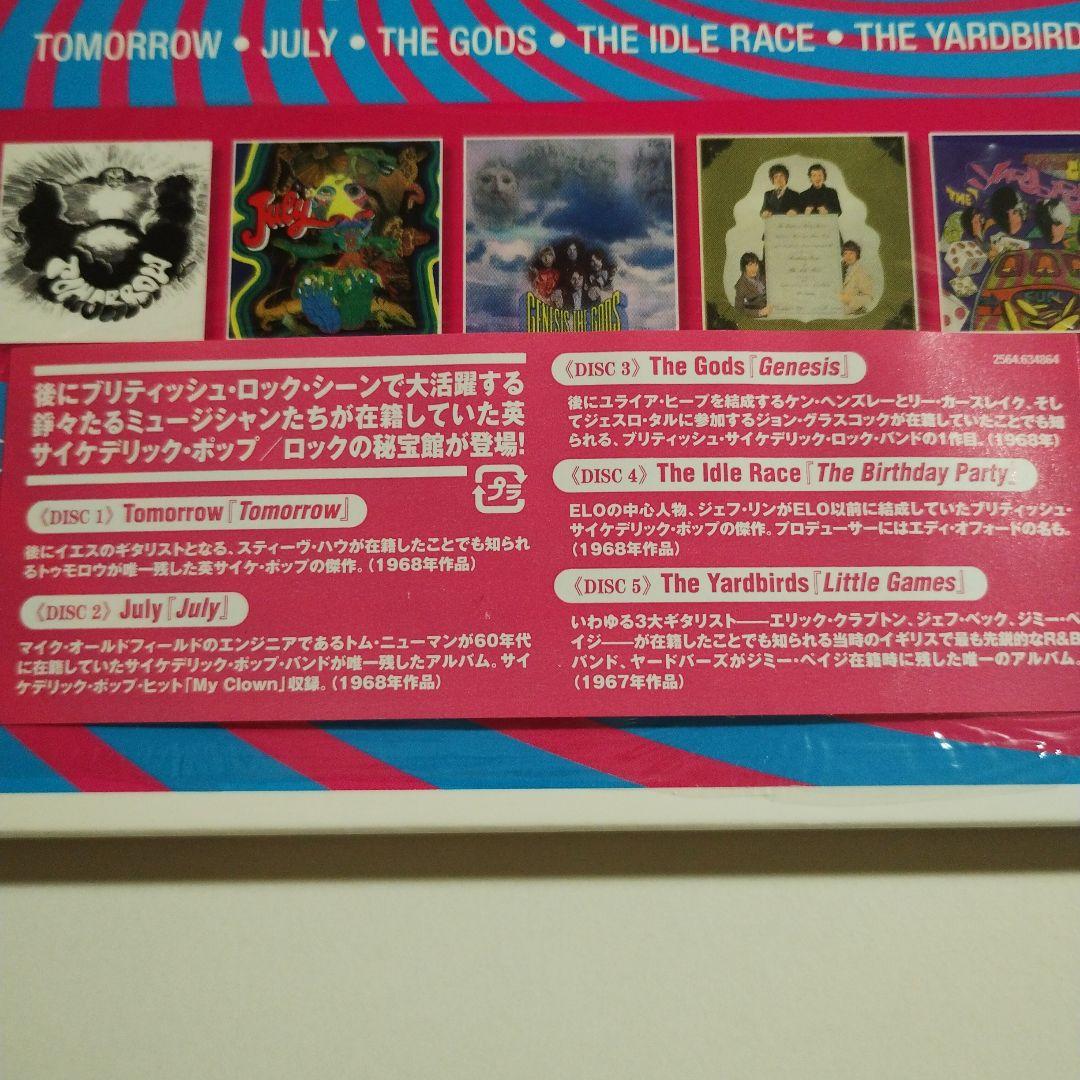 TOMORROW • JULY • THE GODS • THE IDLE RACE • THE YARDBIRD
TOMORROW
July
GENESIS THE GODS
THE
後にブリティッシュ・ロック・シーンで大活躍する
錚々たるミュージシャンたちが在籍していた英
サイケデリック・ポップ/ロックの秘宝館が登場!
プラ
《DISC 1》 Tomorrow『Tomorrow』
後にイエスのギタリストとなる、スティーヴ・ハウが在籍したことでも知られ
るトゥモロウが唯一残した英サイケ・ポップの傑作。(1968年作品)
《DISC 2》 July『July』
マイク・オールドフィールドのエンジニアであるトム・ニューマンが60年代
に在籍していたサイケデリック・ポップ・バンドが唯一残したアルバム。サイ
ケデリック・ポップ・ヒット「My Clown」収録。(1968年作品)
《DISC 3》 The Gods『Genesis』
2564.634864
後にユライア・ヒープを結成するケン・ヘンズレーとリー・カースレイク、そし
てジェスロ・タルに参加するジョン・グラスコックが在籍していたことでも知
られる、ブリティッシュ・サイケデリック・ロック・バンドの1作目。(1968年)
《DISC 4》 The Idle Race『The Birthday Party』
ELOの中心人物、ジェフ・リンがELO以前に結成していたブリティッシュ・
サイケデリック・ポップの傑作。プロデューサーにはエディ・オフォードの名も。
(1968年作品)
《DISC 5》 The Yardbirds『Little Games』
いわゆる3大ギタリスト――エリック・クラプトン、ジェフ・ベック、ジミー・ペ
イジ――が在籍したことでも知られる当時のイギリスで最も先鋭的なR&B
バンド、ヤードバーズがジミー・ペイジ在籍時に残した唯一のアルバム。
(1967年作品)